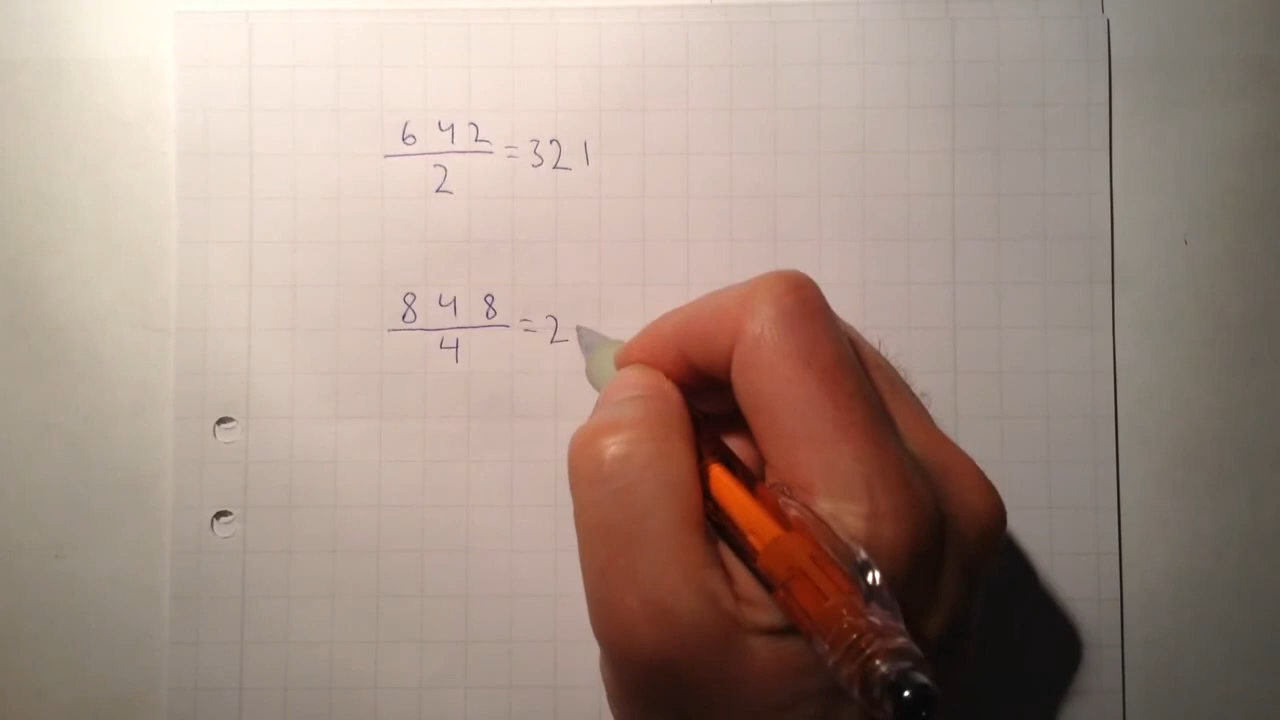 642/2 = 321
848/4 = 2